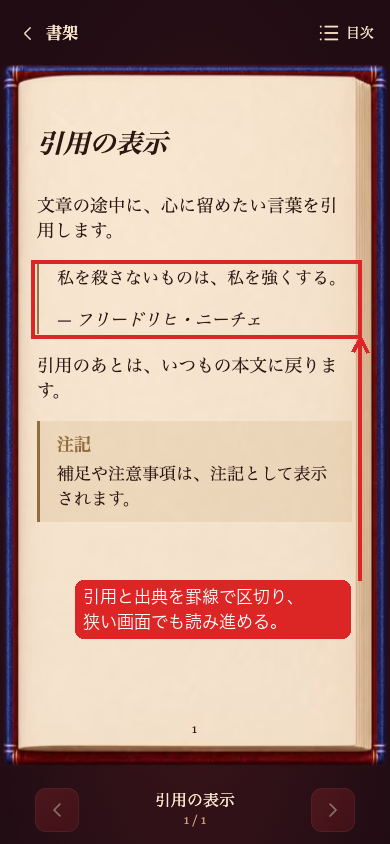 書架
目次
引用の表示
文章の途中に、心に留めたい言葉を引
用します。
私を殺さないものは、私を強くする。
— フリードリヒ・ニーチェ
引用のあとは、いつもの本文に戻りま
す。
注記
補足や注意事項は、注記として表示
されます。
引用と出典を罫線で区切り、
狭い画面でも読み進める。
1
引用の表示
1 / 1